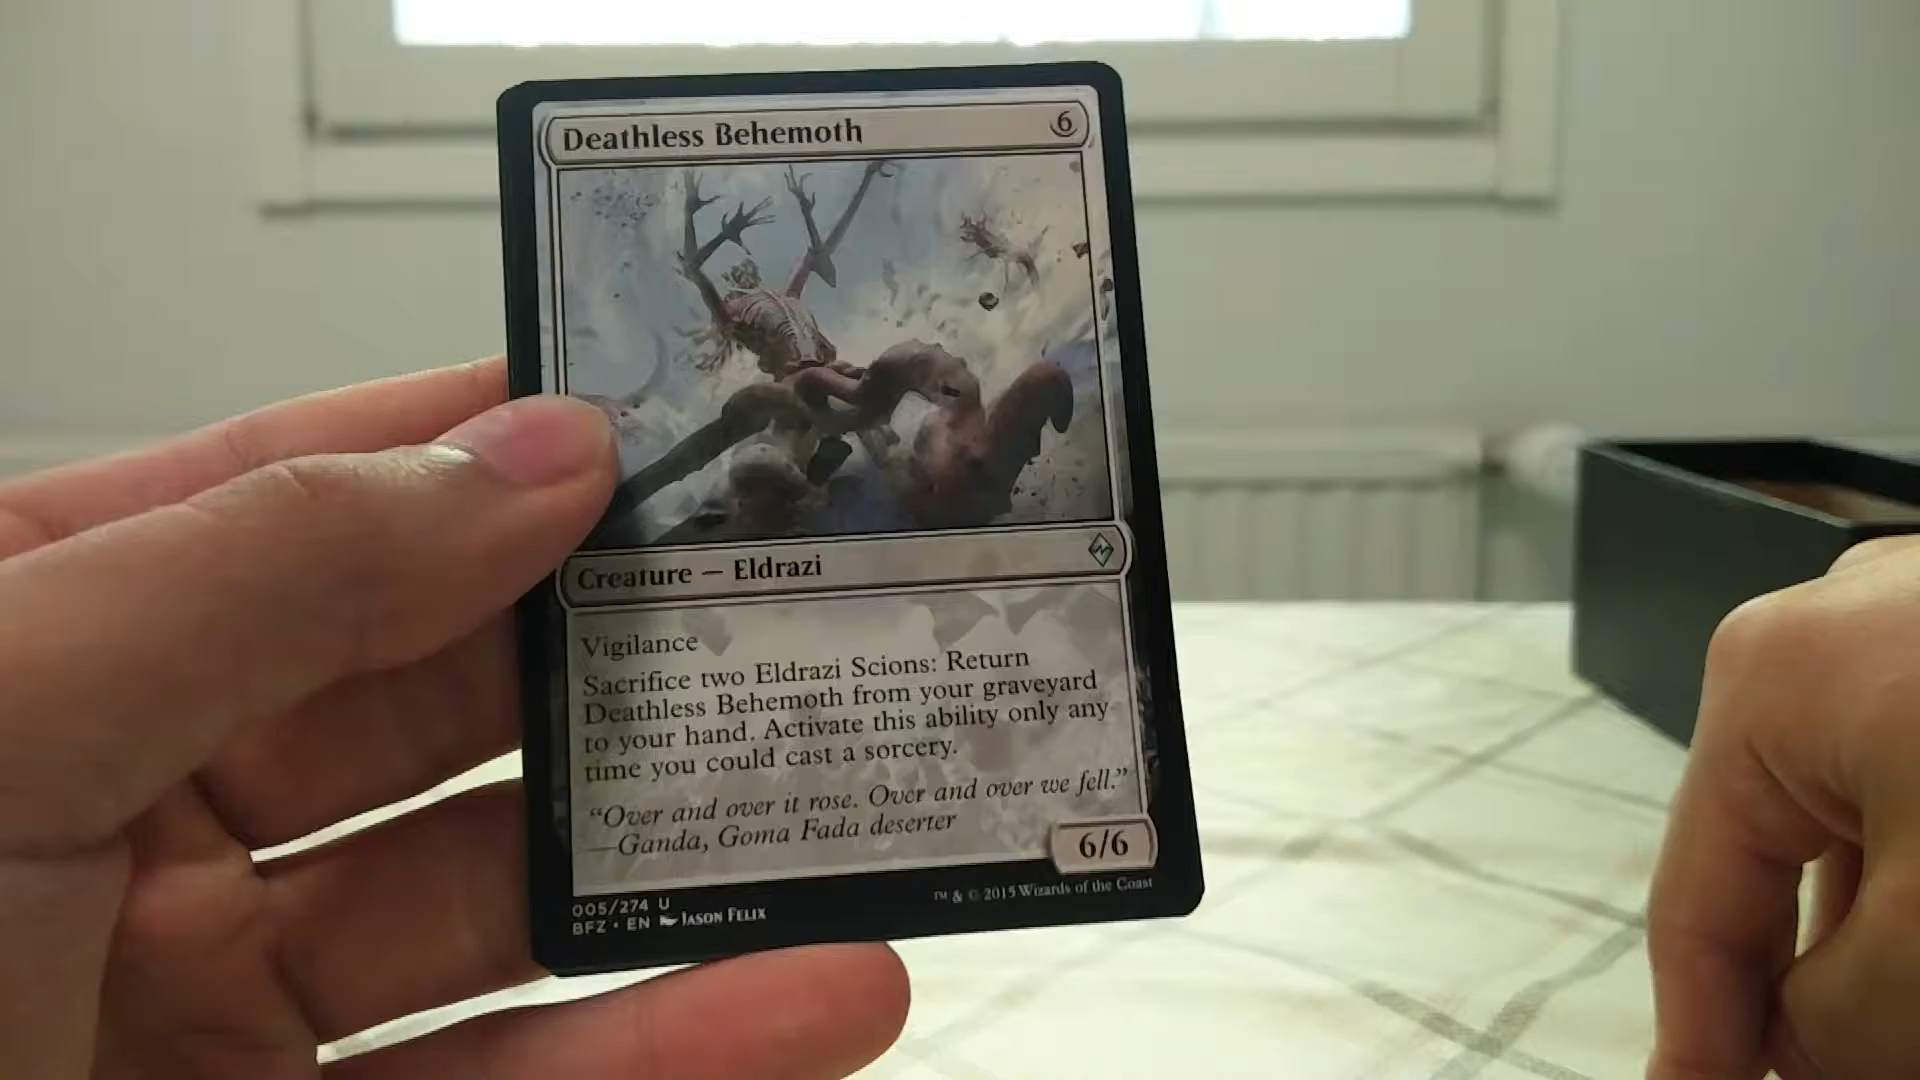 Deathless Behemoth 6
Creature — Eldrazi
Vigilance
Sacrifice two Eldrazi Scions: Return
Deathless Behemoth from your graveyard
to your hand. Activate this ability only any
time you could cast a sorcery.
“Over and over it rose. Over and over we fell.”
—Ganda, Goma Fada deserter
6/6
005/274 U
BFZ • EN Jason Felix
™ & © 2015 Wizards of the Coast